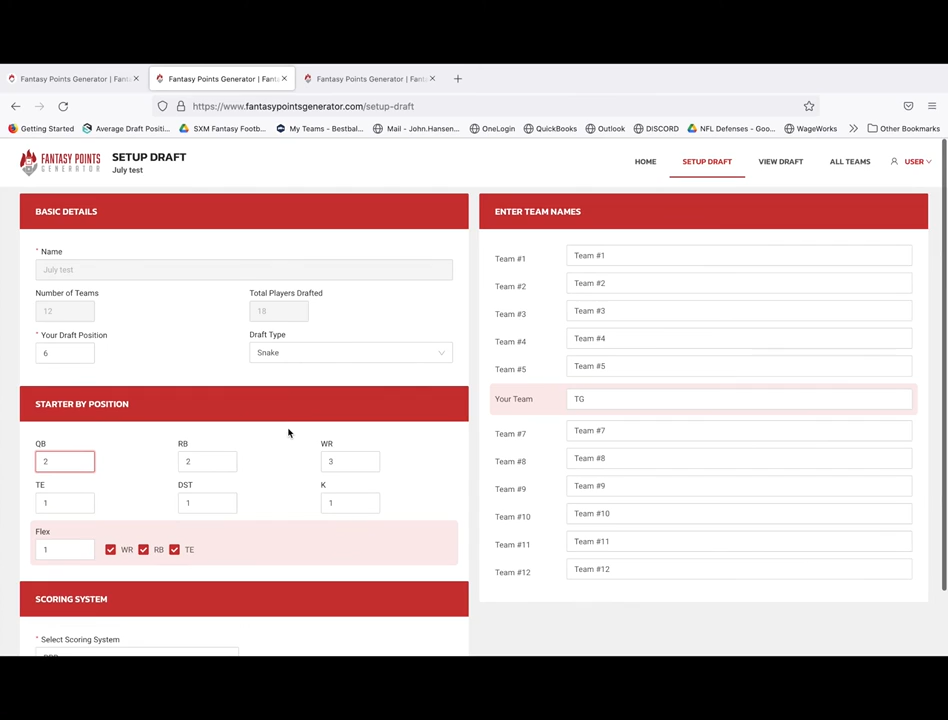 Fantasy Points Generator | Fanta
Fantasy Points Generator | Fanta
Fantasy Points Generator | Fanta
https://www.fantasypointsgenerator.com/setup-draft
Getting Started
Average Draft Positi...
SXM Fantasy Footb...
My Teams - Bestbal...
Mail - John.Hansen...
OneLogin
QuickBooks
Outlook
DISCORD
NFL Defenses - Goo...
WageWorks
Other Bookmarks
FANTASY POINTS
GENERATOR
SETUP DRAFT
July test
HOME
SETUP DRAFT
VIEW DRAFT
ALL TEAMS
USER
BASIC DETAILS
* Name
July test
Number of Teams
Total Players Drafted
12
18
* Your Draft Position
Draft Type
6
Snake
STARTER BY POSITION
QB
RB
WR
2
2
3
TE
DST
K
1
1
1
Flex
1
WR
RB
TE
SCORING SYSTEM
* Select Scoring System
ENTER TEAM NAMES
Team #1 Team #1
Team #2 Team #2
Team #3 Team #3
Team #4 Team #4
Team #5 Team #5
Your Team TG
Team #7 Team #7
Team #8 Team #8
Team #9 Team #9
Team #10 Team #10
Team #11 Team #11
Team #12 Team #12